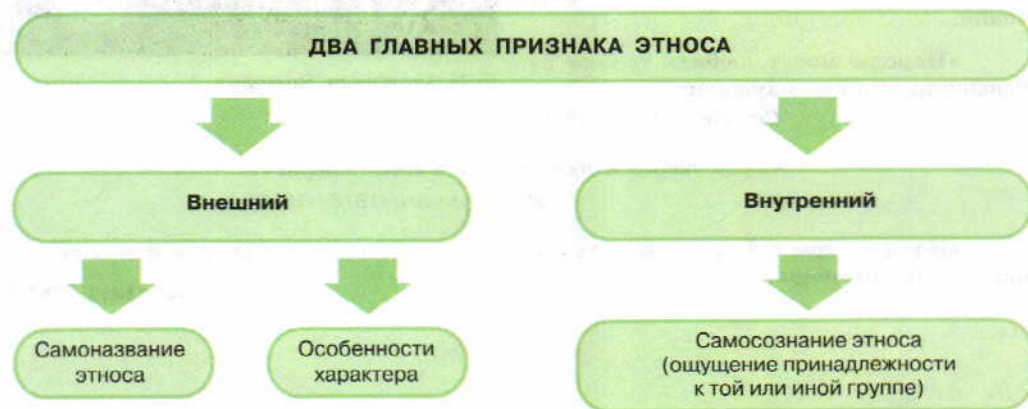 ДВА ГЛАВНЫХ ПРИЗНАКА ЭТНОСА
Внешний
Внутренний
Самоназвание
этноса
Особенности
характера
Самосознание этноса
(ощущение принадлежности
к той или иной группе)